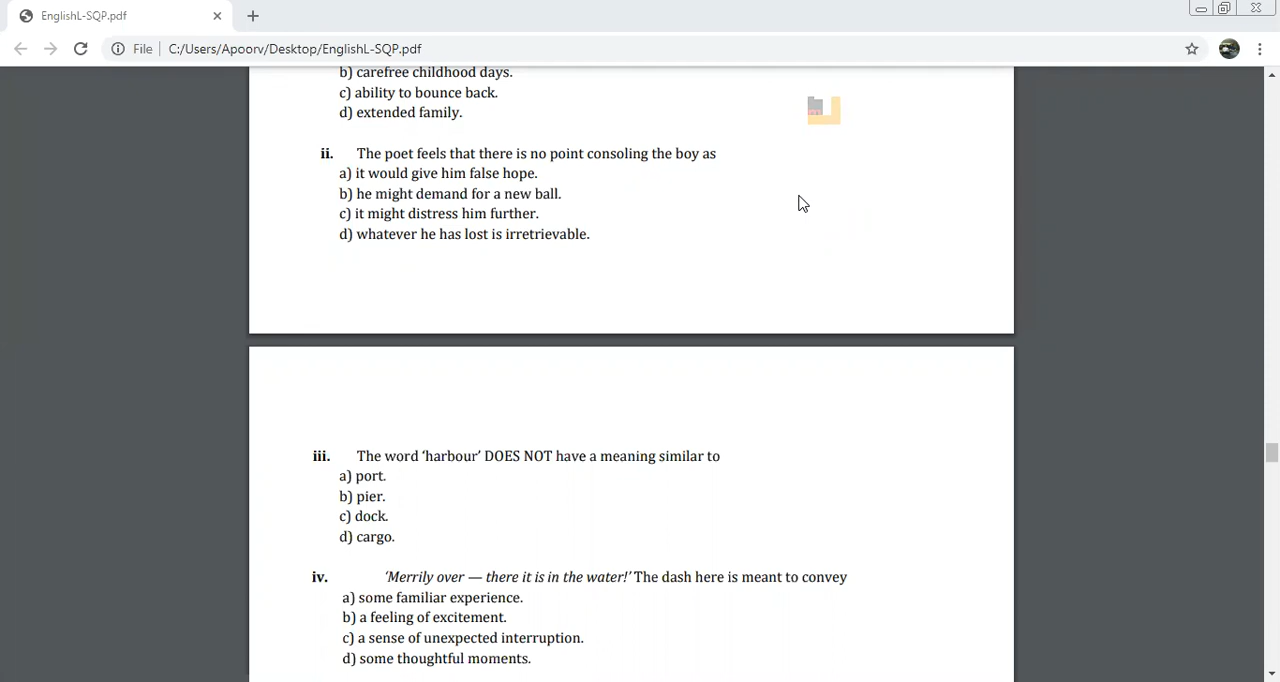 EnglishL-SQP.pdf
File
C:/Users/Apoorv/Desktop/EnglishL-SQP.pdf
b) carefree childhood days.
c) ability to bounce back.
d) extended family.
ii. The poet feels that there is no point consoling the boy as
a) it would give him false hope.
b) he might demand for a new ball.
c) it might distress him further.
d) whatever he has lost is irretrievable.
iii. The word ‘harbour’ DOES NOT have a meaning similar to
a) port.
b) pier.
c) dock.
d) cargo.
iv. ‘Merrily over — there it is in the water!’ The dash here is meant to convey
a) some familiar experience.
b) a feeling of excitement.
c) a sense of unexpected interruption.
d) some thoughtful moments.